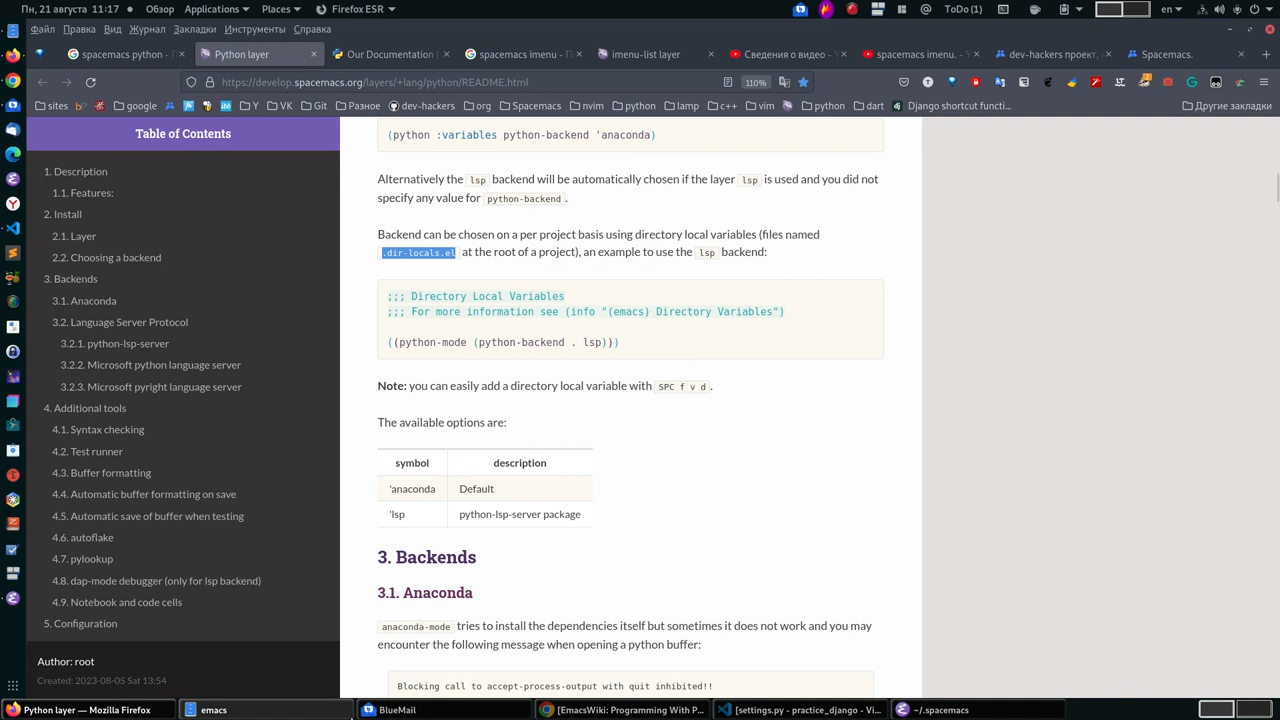 Пн, 21 августа 11:17 Обзор Applications Places Firefox ESR ToDo (1) en
Файл Правка Вид Журнал Закладки Инструменты Справка
spacemacs python - П Python layer Our Documentation | spacemacs imenu - П imenu-list layer Сведения о видео - Y spacemacs imenu. - Y dev-hackers проект, с Spacemacs.
https://develop.spacemacs.org/layers/+lang/python/README.html 110%
sites bp google Y VK Git Разное dev-hackers org Spacemacs nvim python lamp c++ vim python dart Django shortcut functi... Другие закладки
Table of Contents
1. Description
1.1. Features:
2. Install
2.1. Layer
2.2. Choosing a backend
3. Backends
3.1. Anaconda
3.2. Language Server Protocol
3.2.1. python-lsp-server
3.2.2. Microsoft python language server
3.2.3. Microsoft pyright language server
4. Additional tools
4.1. Syntax checking
4.2. Test runner
4.3. Buffer formatting
4.4. Automatic buffer formatting on save
4.5. Automatic save of buffer when testing
4.6. autoflake
4.7. pylookup
4.8. dap-mode debugger (only for lsp backend)
4.9. Notebook and code cells
5. Configuration
Author: root
Created: 2023-08-05 Sat 13:54
(python :variables python-backend 'anaconda)
Alternatively the lsp backend will be automatically chosen if the layer lsp is used and you did not
specify any value for python-backend.
Backend can be chosen on a per project basis using directory local variables (files named
.dir-locals.el at the root of a project), an example to use the lsp backend:
;;; Directory Local Variables
;;; For more information see (info "(emacs) Directory Variables")
((python-mode (python-backend . lsp)))
Note: you can easily add a directory local variable with SPC f v d.
The available options are:
symbol description
'anaconda Default
'lsp python-lsp-server package
3. Backends
3.1. Anaconda
anaconda-mode tries to install the dependencies itself but sometimes it does not work and you may
encounter the following message when opening a python buffer:
Blocking call to accept-process-output with quit inhibited!!
Python layer — Mozilla Firefox emacs BlueMail [EmacsWiki: Programming With P... [settings.py - practice_django - Vi... ~/.spacemacs